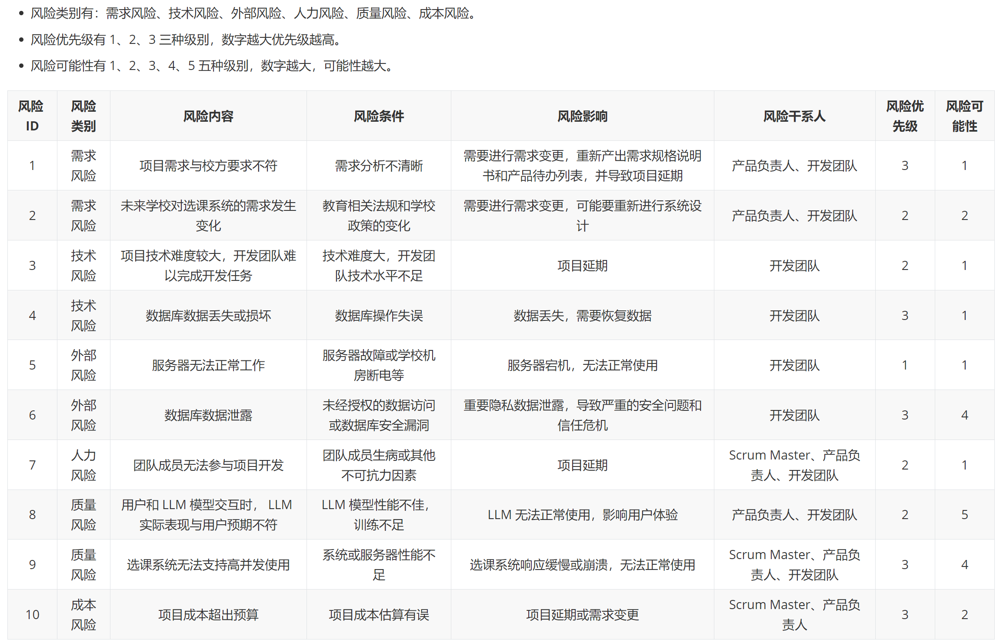 风险类别有：需求风险、技术风险、外部风险、人力风险、质量风险、成本风险。
风险优先级有 1、2、3 三种级别，数字越大优先级越高。
风险可能性有 1、2、3、4、5 五种级别，数字越大，可能性越大。
风险
ID
风险
类别
风险内容
风险条件
风险影响
风险干系人
风险优
先级
风险可
能性
1
需求
风险
项目需求与校方要求不符
需求分析不清晰
需要进行需求变更，重新产出需求规格说明
书和产品待办列表，并导致项目延期
产品负责人、开发团队
3
1
2
需求
风险
未来学校对选课系统的需求发生
变化
教育相关法规和学校
政策的变化
需要进行需求变更，可能要重新进行系统设
计
产品负责人、开发团队
2
2
3
技术
风险
项目技术难度较大，开发团队难
以完成开发任务
技术难度大，开发团
队技术水平不足
项目延期
开发团队
2
1
4
技术
风险
数据库数据丢失或损坏
数据库操作失误
数据丢失，需要恢复数据
开发团队
3
1
5
外部
风险
服务器无法正常工作
服务器故障或学校机
房断电等
服务器宕机，无法正常使用
开发团队
1
1
6
外部
风险
数据库数据泄露
未经授权的数据访问
或数据库安全漏洞
重要隐私数据泄露，导致严重的安全问题和
信任危机
开发团队
3
4
7
人力
风险
团队成员无法参与项目开发
团队成员生病或其他
不可抗力因素
项目延期
Scrum Master、产品负
责人、开发团队
2
1
8
质量
风险
用户和 LLM 模型交互时， LLM
实际表现与用户预期不符
LLM 模型性能不佳，
训练不足
LLM 无法正常使用，影响用户体验
产品负责人、开发团队
2
5
9
质量
风险
选课系统无法支持高并发使用
系统或服务器性能不
足
选课系统响应缓慢或崩溃，无法正常使用
Scrum Master、产品负
责人、开发团队
3
4
10
成本
风险
项目成本超出预算
项目成本估算有误
项目延期或需求变更
Scrum Master、产品负
责人
3
2